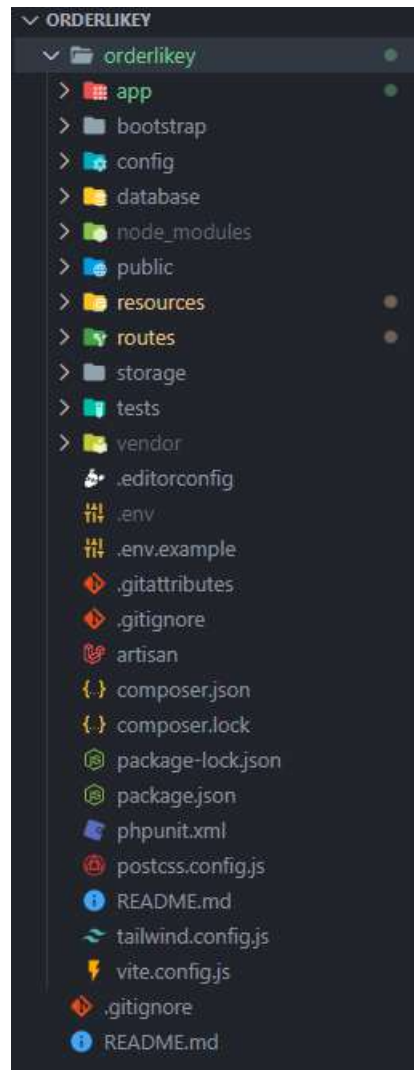 ORDERLIKEY
orderlikey
app
bootstrap
config
database
node_modules
public
resources
routes
storage
tests
vendor
.editorconfig
.env
.env.example
.gitattributes
.gitignore
artisan
composer.json
composer.lock
package-lock.json
package.json
phpunit.xml
postcss.config.js
README.md
tailwind.config.js
vite.config.js
.gitignore
README.md